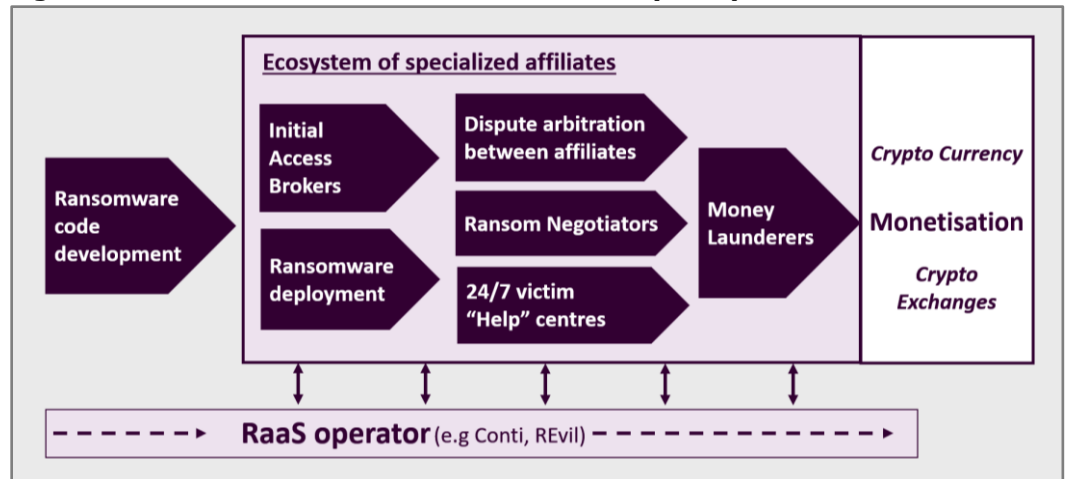 Ecosystem of specialized affiliates
Ransomware
code
development
Initial
Access
Brokers
Ransomware
deployment
Dispute arbitration
between affiliates
Ransom Negotiators
24/7 victim
“Help” centres
Money
Launderers
Crypto Currency
Monetisation
Crypto
Exchanges
RaaS operator (e.g Conti, REvil)